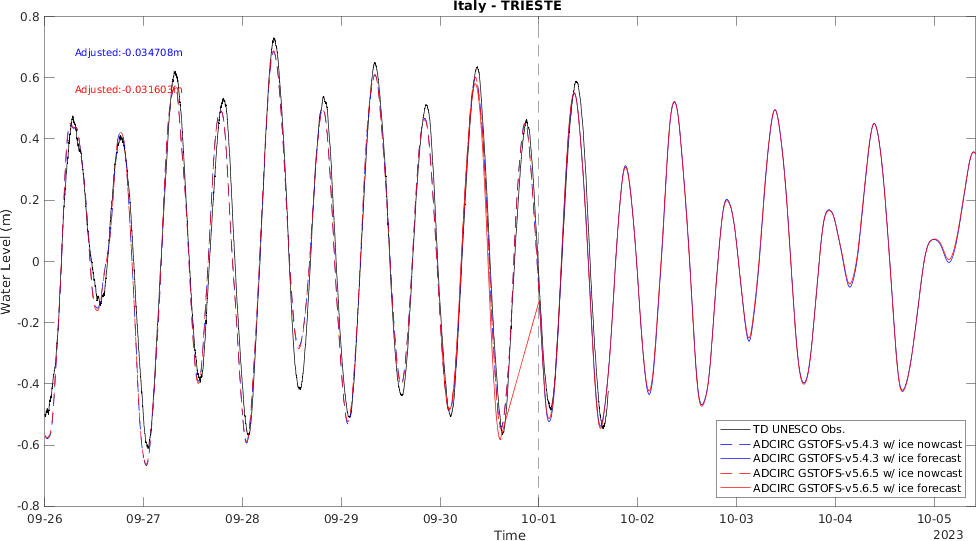 Italy - TRIESTE
Adjusted:-0.034708m
Adjusted:-0.031603m
Water Level (m)
0.8
0.6
0.4
0.2
0
-0.2
-0.4
-0.6
-0.8
TD UNESCO Obs.
ADCIRC GSTOFS-v5.4.3 w/ ice nowcast
ADCIRC GSTOFS-v5.4.3 w/ ice forecast
ADCIRC GSTOFS-v5.6.5 w/ ice nowcast
ADCIRC GSTOFS-v5.6.5 w/ ice forecast
09-26 09-27 09-28 09-29 09-30 10-01 10-02 10-03 10-04 10-05
2023
Time